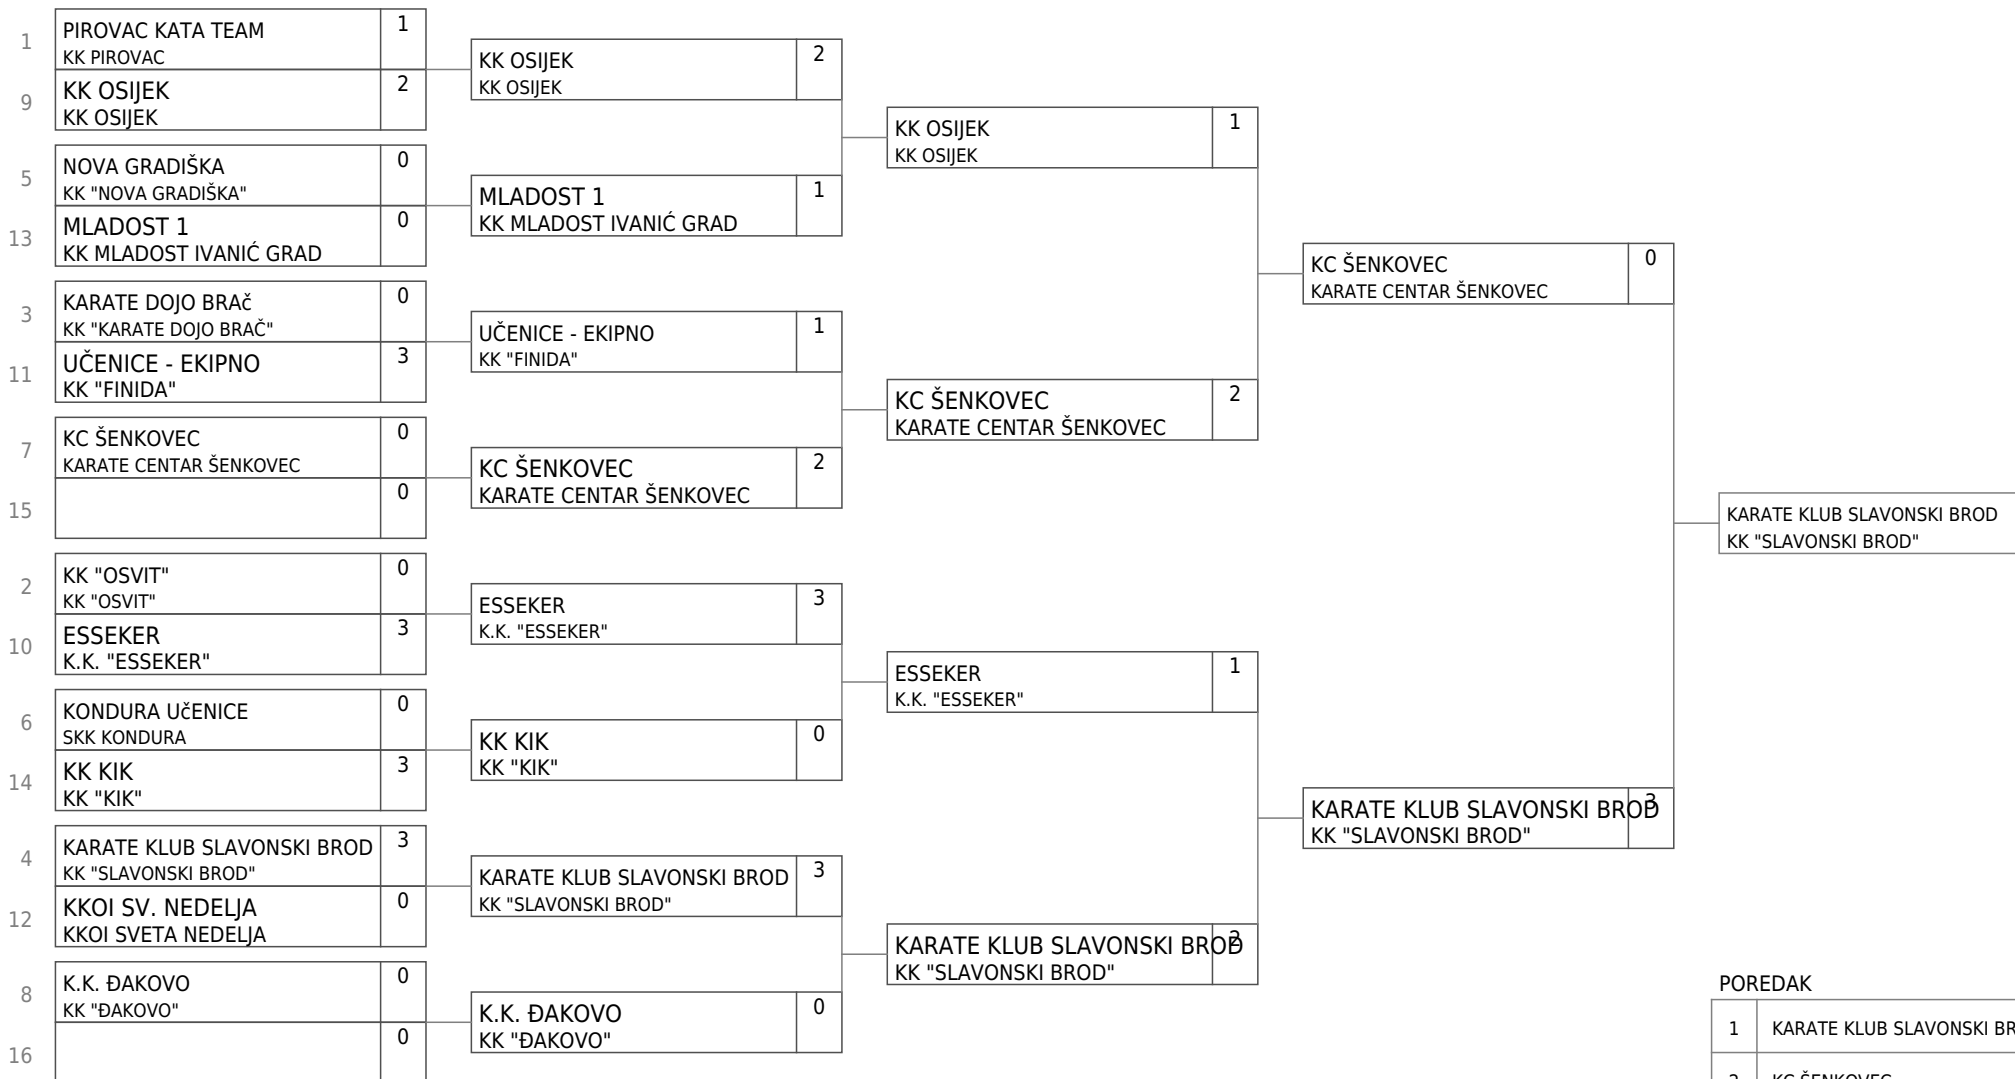 1
PIROVAC KATA TEAM
KK PIROVAC
1
9
KK OSIJEK
KK OSIJEK
2
5
NOVA GRADIŠKA
KK "NOVA GRADIŠKA"
0
13
MLADOST 1
KK MLADOST IVANIĆ GRAD
0
3
KARATE DOJO BRAč
KK "KARATE DOJO BRAČ"
0
11
UČENICE - EKIPNO
KK "FINIDA"
3
7
KC ŠENKOVEC
KARATE CENTAR ŠENKOVEC
0
15
0
2
KK "OSVIT"
KK "OSVIT"
0
10
ESSEKER
K.K. "ESSEKER"
3
6
KONDURA UčENICE
SKK KONDURA
0
14
KK KIK
KK "KIK"
3
4
KARATE KLUB SLAVONSKI BROD
KK "SLAVONSKI BROD"
3
12
KKOI SV. NEDELJA
KKOI SVETA NEDELJA
0
8
K.K. ĐAKOVO
KK "ĐAKOVO"
0
16
0
KK OSIJEK
KK OSIJEK
2
MLADOST 1
KK MLADOST IVANIĆ GRAD
1
UČENICE - EKIPNO
KK "FINIDA"
1
KC ŠENKOVEC
KARATE CENTAR ŠENKOVEC
2
ESSEKER
K.K. "ESSEKER"
3
KK KIK
KK "KIK"
0
KARATE KLUB SLAVONSKI BROD
KK "SLAVONSKI BROD"
3
K.K. ĐAKOVO
KK "ĐAKOVO"
0
KK OSIJEK
KK OSIJEK
1
KC ŠENKOVEC
KARATE CENTAR ŠENKOVEC
2
ESSEKER
K.K. "ESSEKER"
1
KARATE KLUB SLAVONSKI BROD
KK "SLAVONSKI BROD"
2
KC ŠENKOVEC
KARATE CENTAR ŠENKOVEC
0
KARATE KLUB SLAVONSKI BROD
KK "SLAVONSKI BROD"
3
KARATE KLUB SLAVONSKI BROD
KK "SLAVONSKI BROD"
POREDAK
1
KARATE KLUB SLAVONSKI BR
2
KC ŠENKOVEC